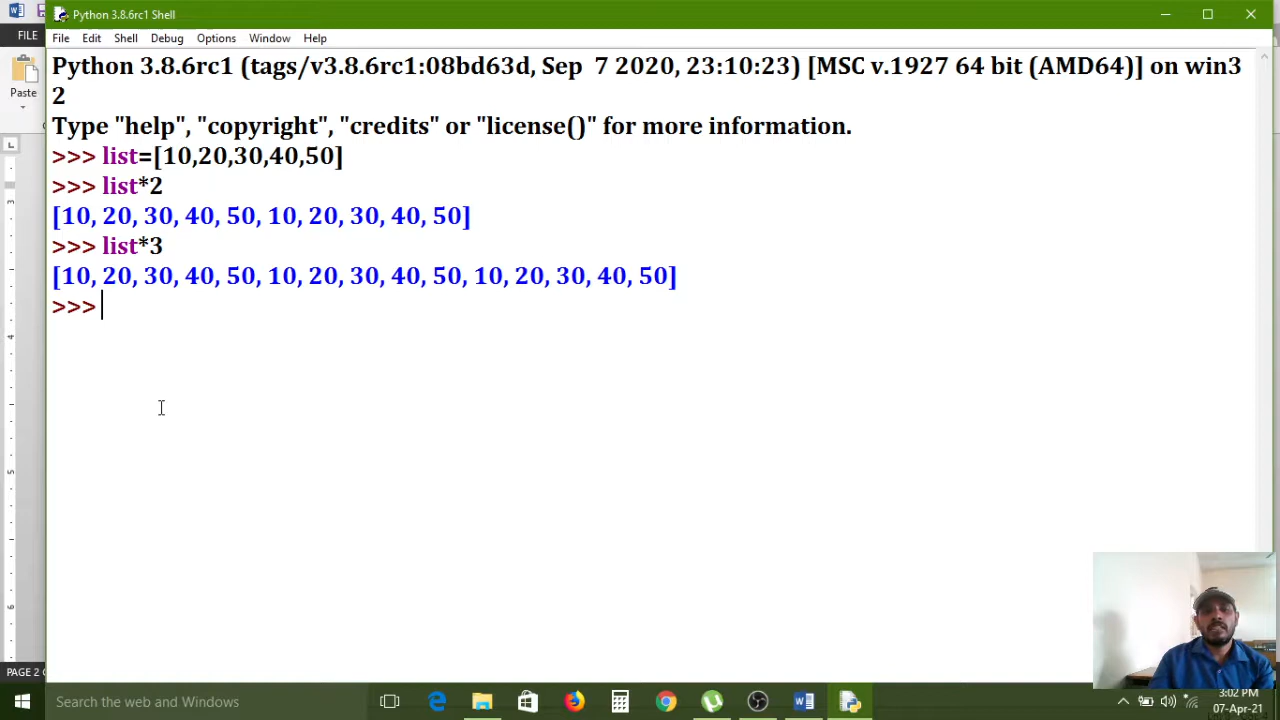 FILE
Paste
PAGE 2
Python 3.8.6rc1 Shell
File Edit Shell Debug Options Window Help
Python 3.8.6rc1 (tags/v3.8.6rc1:08bd63d, Sep  7 2020, 23:10:23) [MSC v.1927 64 bit (AMD64)] on win3
2
Type "help", "copyright", "credits" or "license()" for more information.
>>> list=[10,20,30,40,50]
>>> list*2
[10, 20, 30, 40, 50, 10, 20, 30, 40, 50]
>>> list*3
[10, 20, 30, 40, 50, 10, 20, 30, 40, 50, 10, 20, 30, 40, 50]
>>>
3
4
5
6
Search the web and Windows
3:02 PM
07-Apr-21